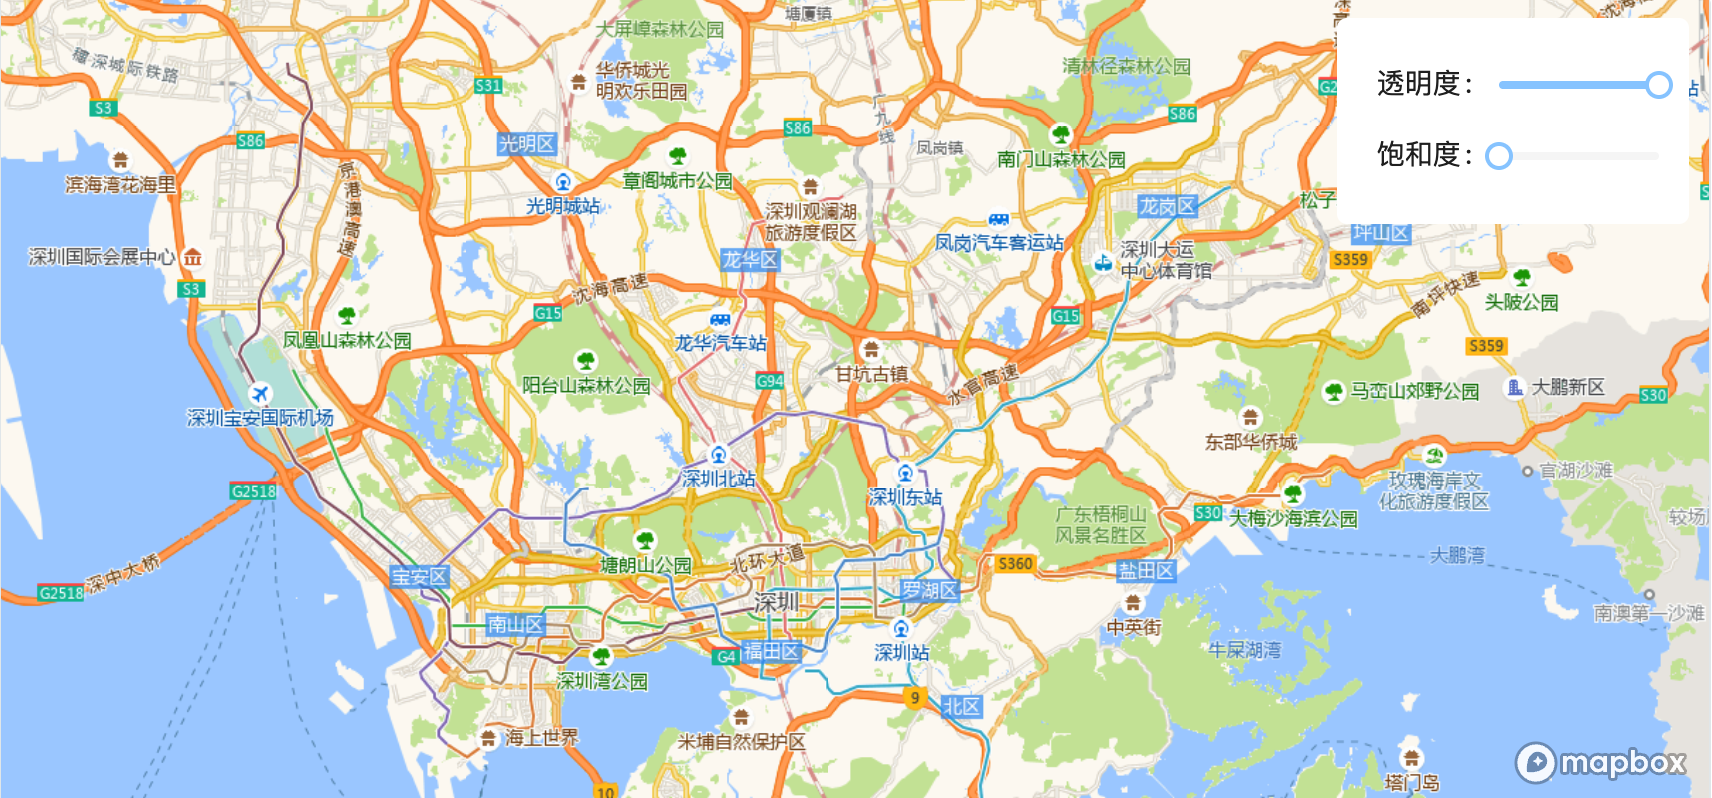 大屏嶂森林公园
塘厦镇
穗深城际铁路
华侨城光
明欢乐田园
清林径森林公园
S31
S3
S86
S86
S86
广九线
透明度：
饱和度：
光明区
凤岗镇
南门山森林公园
滨海湾花海里
京港澳高速
章阁城市公园
光明城站
深圳观澜湖
旅游度假区
龙岗区
松子
坪山区
凤岗汽车客运站
深圳大运
中心体育馆
深圳国际会展中心
龙华区
S359
S3
沈海高速
南坪快速
头陂公园
G15
G15
凤凰山森林公园
龙华汽车站
S359
阳台山森林公园
G94
甘坑古镇
水官高速
马峦山郊野公园
大鹏新区
S30
深圳宝安国际机场
东部华侨城
深圳北站
深圳东站
玫瑰海岸文
化旅游度假区
官湖沙滩
G2518
S30
大梅沙海滨公园
广东梧桐山
风景名胜区
较场
大鹏湾
塘朗山公园
北环大道
S360
盐田区
深中大桥
G2518
宝安区
罗湖区
深圳
中英街
南澳第一沙滩
南山区
G4
福田区
深圳站
牛屎湖湾
深圳湾公园
9
北区
海上世界
米埔自然保护区
塔门岛
10
mapbox